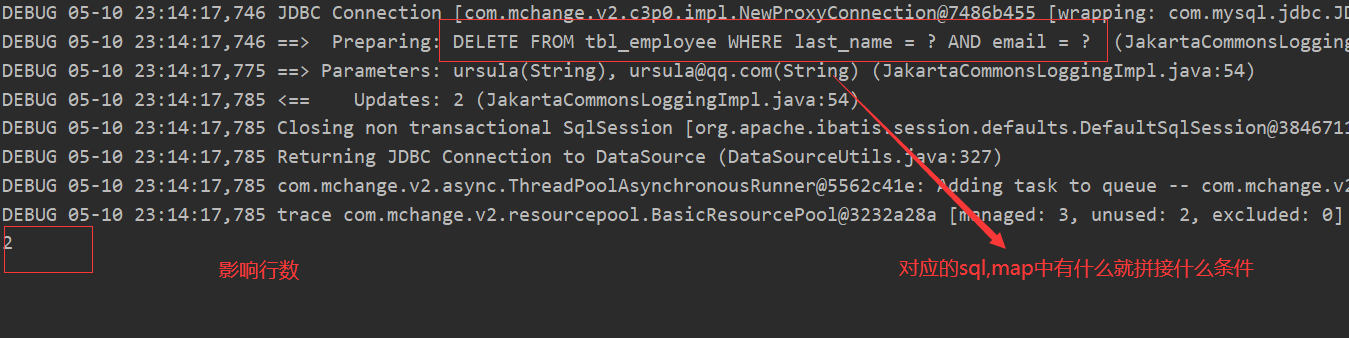 DEBUG 05-10 23:14:17,746 JDBC Connection [com.mchange.v2.c3p0.impl.NewProxyConnection@7486b455 [wrapping: com.mysql.jdbc.JD
DEBUG 05-10 23:14:17,746 ==>  Preparing: DELETE FROM tbl_employee WHERE last_name = ? AND email = ? (JakartaCommonsLogging
DEBUG 05-10 23:14:17,775 ==> Parameters: ursula(String), ursula@qq.com(String) (JakartaCommonsLoggingImpl.java:54)
DEBUG 05-10 23:14:17,785 <==    Updates: 2 (JakartaCommonsLoggingImpl.java:54)
DEBUG 05-10 23:14:17,785 Closing non transactional SqlSession [org.apache.ibatis.session.defaults.DefaultSqlSession@3846711
DEBUG 05-10 23:14:17,785 Returning JDBC Connection to DataSource (DataSourceUtils.java:327)
DEBUG 05-10 23:14:17,785 com.mchange.v2.async.ThreadPoolAsynchronousRunner@5562c41e: Adding task to queue -- com.mchange.v2
DEBUG 05-10 23:14:17,785 trace com.mchange.v2.resourcepool.BasicResourcePool@3232a28a [managed: 3, unused: 2, excluded: 0]
2
影响行数
对应的sql,map中有什么就拼接什么条件